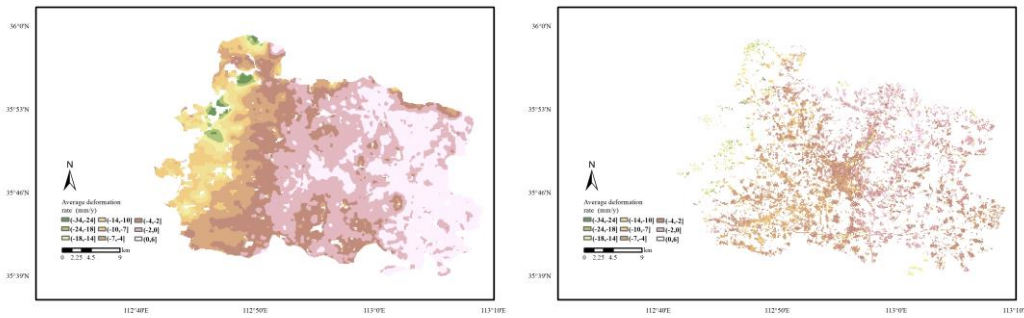 36°0'N
35°53'N
35°46'N
35°39'N
N
Average deformation
rate (mm/y)
(-34,-24] (-14,-10] (-4,-2]
(-24,-18] (-10,-7] (-2,0]
(-18,-14] (-7,-4] (0,6]
km
0 2.25 4.5 9
112°40'E 112°50'E 113°0'E 113°10'E
36°0'N
35°53'N
35°46'N
35°39'N
N
Average deformation
rate (mm/y)
(-34,-24] (-14,-10] (-4,-2]
(-24,-18] (-10,-7] (-2,0]
(-18,-14] (-7,-4] (0,6]
km
0 2.25 4.5 9
112°40'E 112°50'E 113°0'E 113°10'E